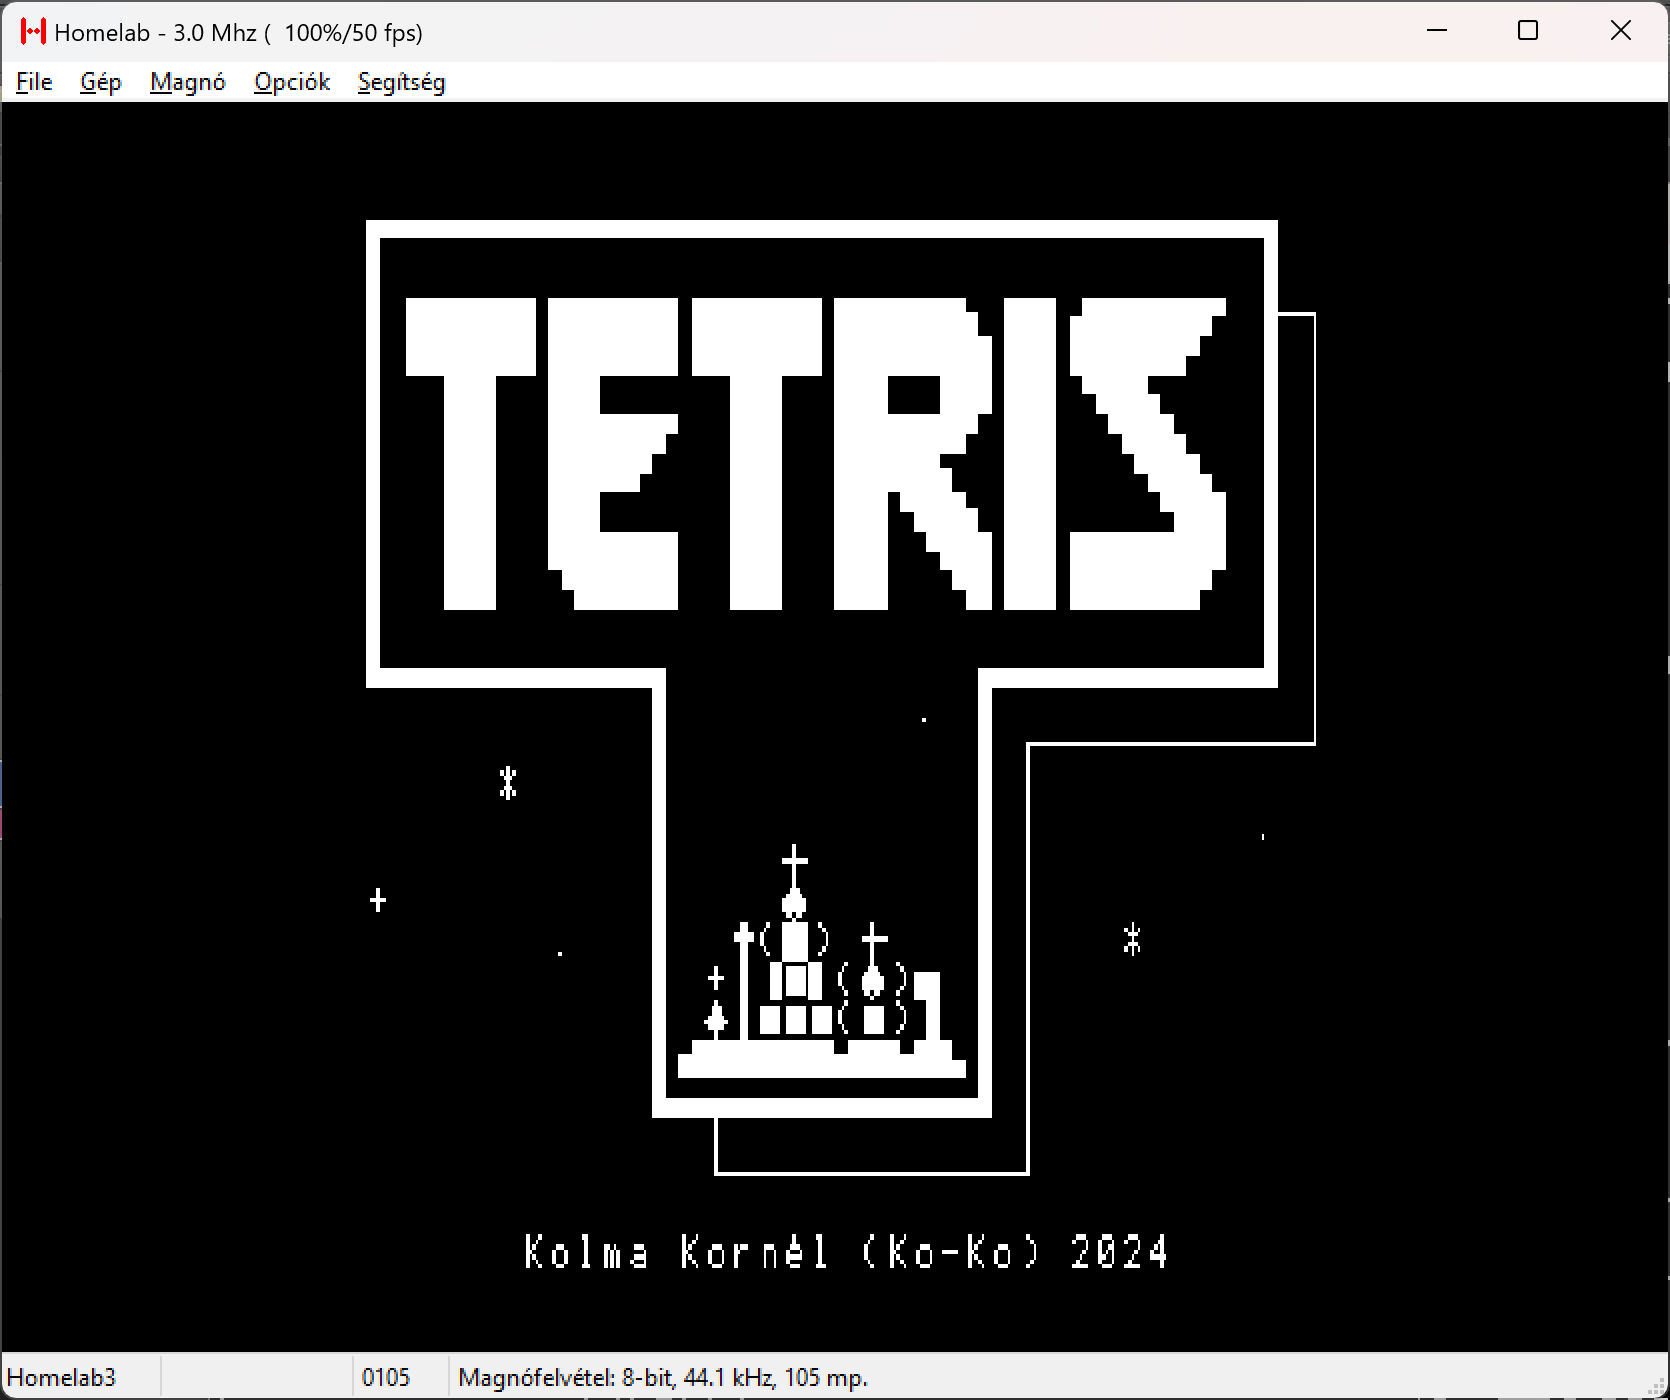 Homelab - 3.0 Mhz ( 100%/50 fps)
File Gép Magnó Opciók Segítség
TETRIS
Kolma Kornél (Ko-Ko) 2024
Homelab3 0105 Magnófelvétel: 8-bit, 44.1 kHz, 105 mp.